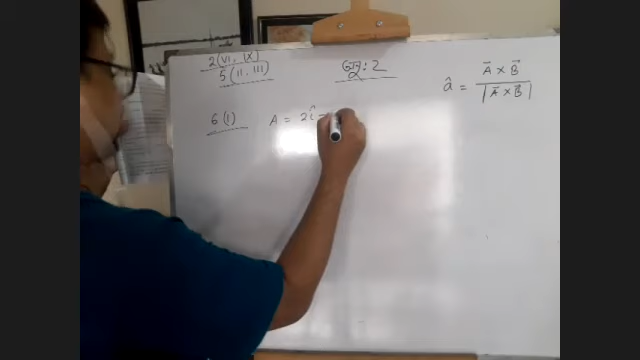 2(VI, IX)
5(II, III)
: 2
6(I) A = 2î –
â = A⃗ × B⃗ / |A⃗ × B⃗|